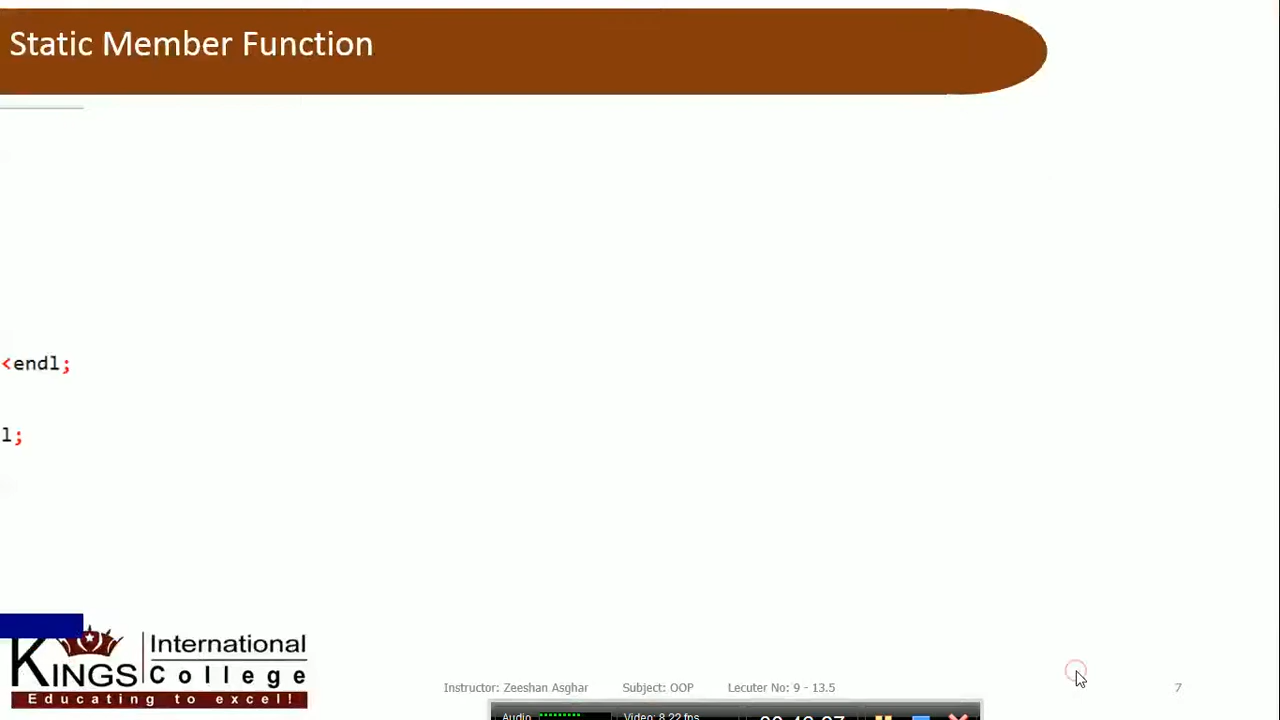 Static Member Function
<endl;
l;
KINGS International
College
Educating to excel!
Instructor: Zeeshan Asghar Subject: OOP Lecuter No: 9 - 13.5 7
Audio Video: 8.22 fps